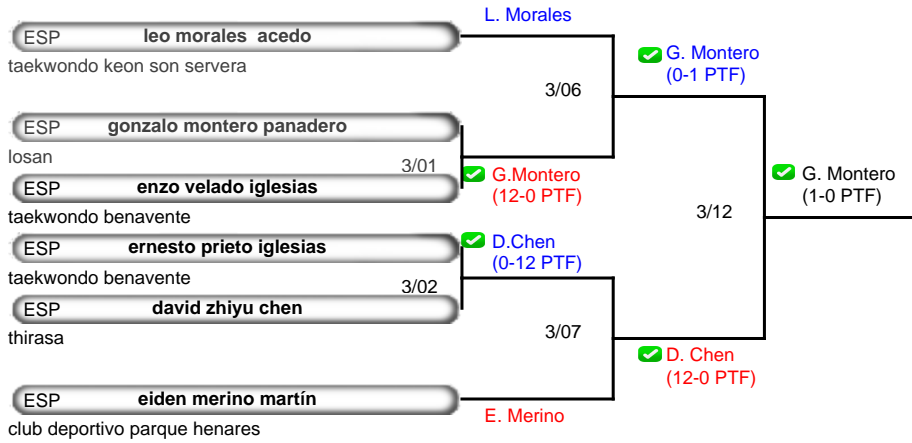 L. Morales
ESP leo morales acedo
taekwondo keon son servera
G. Montero
(0-1 PTF)
3/06
ESP gonzalo montero panadero
losan
3/01
G.Montero
(12-0 PTF)
ESP enzo velado iglesias
taekwondo benavente
G. Montero
(1-0 PTF)
3/12
ESP ernesto prieto iglesias
taekwondo benavente
D.Chen
(0-12 PTF)
3/02
ESP david zhiyu chen
thirasa
3/07
D. Chen
(12-0 PTF)
ESP eiden merino martín
club deportivo parque henares
E. Merino